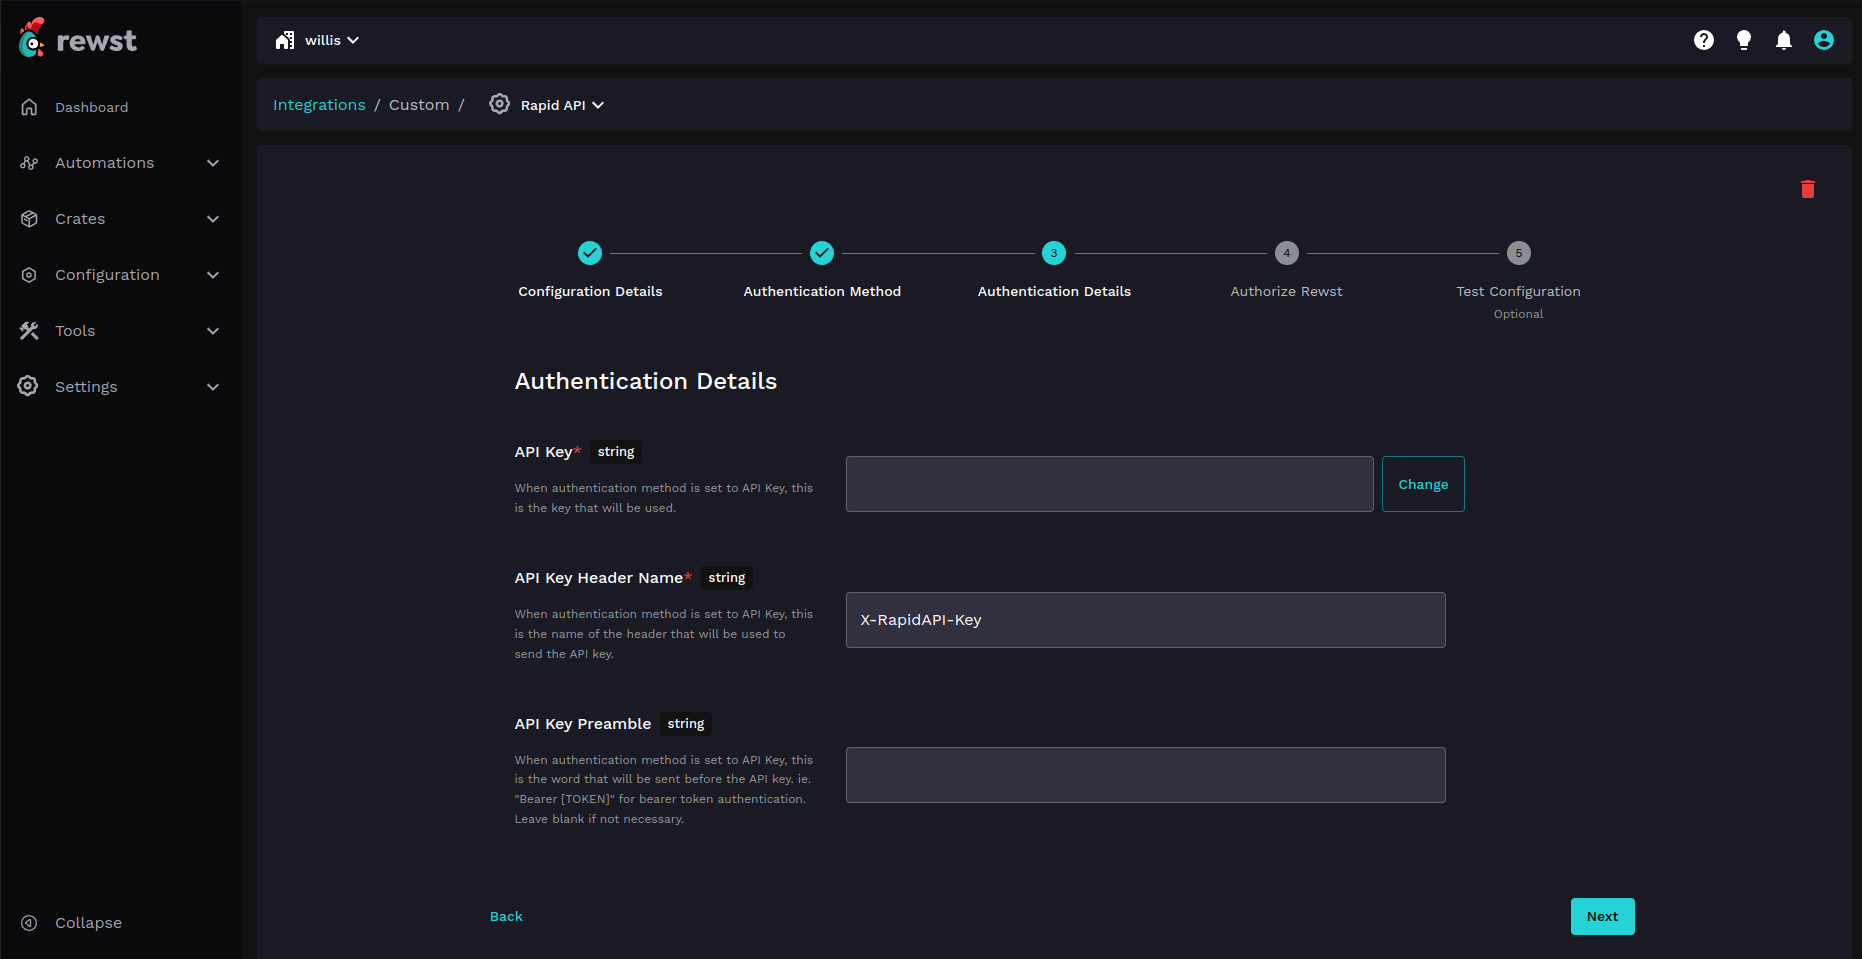 rewst
willis
Dashboard
Automations
Crates
Configuration
Tools
Settings
Collapse
Integrations / Custom / Rapid API
3
4
5
Configuration Details
Authentication Method
Authentication Details
Authorize Rewst
Test Configuration
Optional
Authentication Details
API Key* string
When authentication method is set to API Key, this
is the key that will be used.
Change
API Key Header Name* string
When authentication method is set to API Key, this
is the name of the header that will be used to
send the API key.
X-RapidAPI-Key
API Key Preamble string
When authentication method is set to API Key, this
is the word that will be sent before the API key. ie.
"Bearer [TOKEN]" for bearer token authentication.
Leave blank if not necessary.
Back
Next